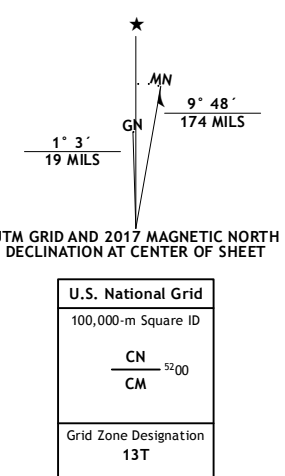 MN
GN
9° 48´
174 MILS
1° 3´
19 MILS
UTM GRID AND 2017 MAGNETIC NORTH
DECLINATION AT CENTER OF SHEET
U.S. National Grid
100,000-m Square ID
CN
5200
CM
Grid Zone Designation
13T